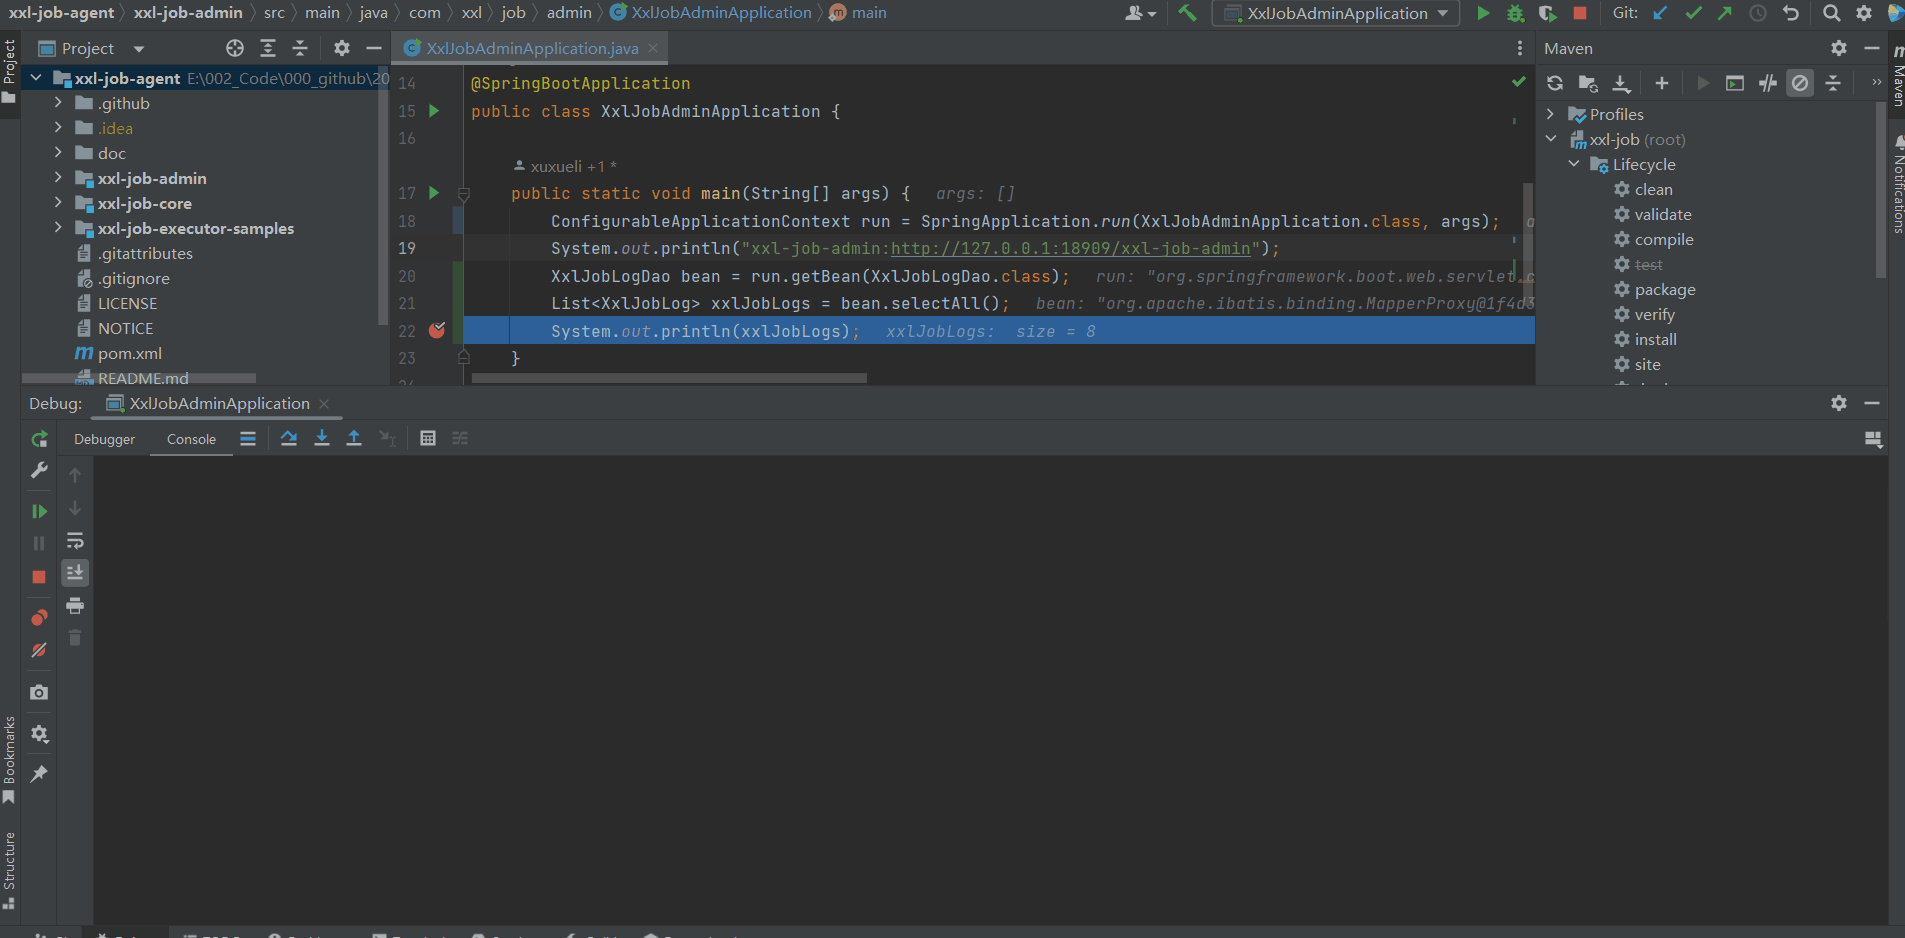 xxl-job-agent xxl-job-admin src main java com xxl job admin XxlJobAdminApplication main
XxlJobAdminApplication
Git:
Project
Project
xxl-job-agent E:\002_Code\000_github\20
.github
.idea
doc
xxl-job-admin
xxl-job-core
xxl-job-executor-samples
.gitattributes
.gitignore
LICENSE
NOTICE
pom.xml
README.md
XxlJobAdminApplication.java
14 @SpringBootApplication
15 public class XxlJobAdminApplication {
16
xuxueli +1 *
17 public static void main(String[] args) { args: []
18 ConfigurableApplicationContext run = SpringApplication.run(XxlJobAdminApplication.class, args);
19 System.out.println("xxl-job-admin:http://127.0.0.1:18909/xxl-job-admin");
20 XxlJobLogDao bean = run.getBean(XxlJobLogDao.class); run: "org.springframework.boot.web.servlet.c
21 List<XxlJobLog> xxlJobLogs = bean.selectAll(); bean: "org.apache.ibatis.binding.MapperProxy@1f4d3
22 System.out.println(xxlJobLogs); xxlJobLogs: size = 8
23 }
Maven
Profiles
xxl-job (root)
Lifecycle
clean
validate
compile
test
package
verify
install
site
Maven
Notifications
Debug: XxlJobAdminApplication
Debugger Console
Bookmarks
Structure